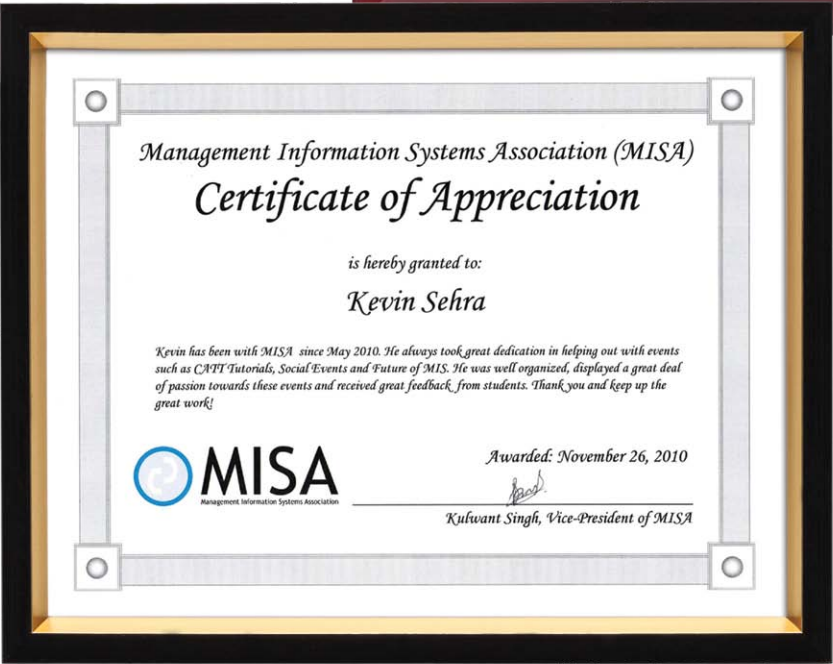 Management Information Systems Association (MISA)
Certificate of Appreciation
is hereby granted to:
Kevin Sehra
Kevin has been with MISA since May 2010. He always took great dedication in helping out with events
such as CATT Tutorials, Social Events and Future of MIS. He was well organized, displayed a great deal
of passion towards these events and received great feedback from students. Thank you and keep up the
great work!
MISA
Management Information Systems Association
Awarded: November 26, 2010
Kulwant Singh, Vice-President of MISA